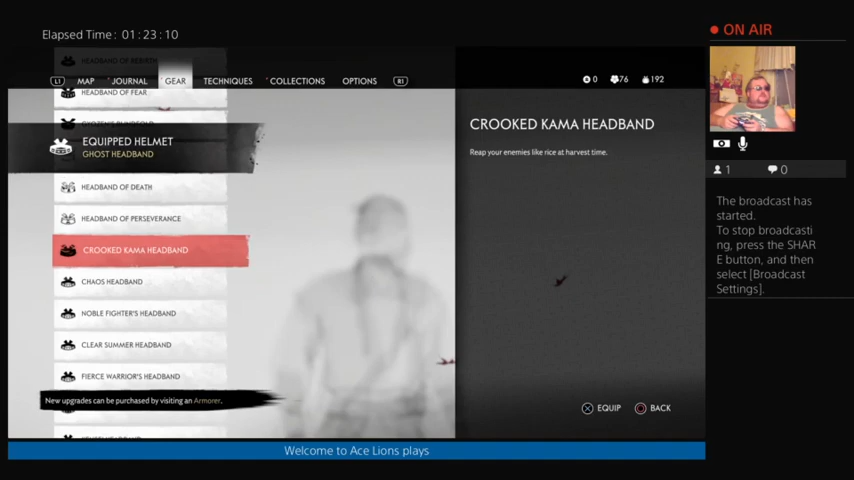 Elapsed Time: 01:23:10
ON AIR
HEADBAND OF REBIRTH
L1 MAP JOURNAL GEAR TECHNIQUES COLLECTIONS OPTIONS R1
0 76 192
HEADBAND OF FEAR
EQUIPPED HELMET
GHOST HEADBAND
HEADBAND OF DEATH
HEADBAND OF PERSEVERANCE
CROOKED KAMA HEADBAND
CHAOS HEADBAND
NOBLE FIGHTER'S HEADBAND
CLEAR SUMMER HEADBAND
FIERCE WARRIOR'S HEADBAND
New upgrades can be purchased by visiting an Armorer.
CROOKED KAMA HEADBAND
Reap your enemies like rice at harvest time.
EQUIP BACK
1 0
The broadcast has
started.
To stop broadcasti
ng, press the SHAR
E button, and then
select [Broadcast
Settings].
Welcome to Ace Lions plays